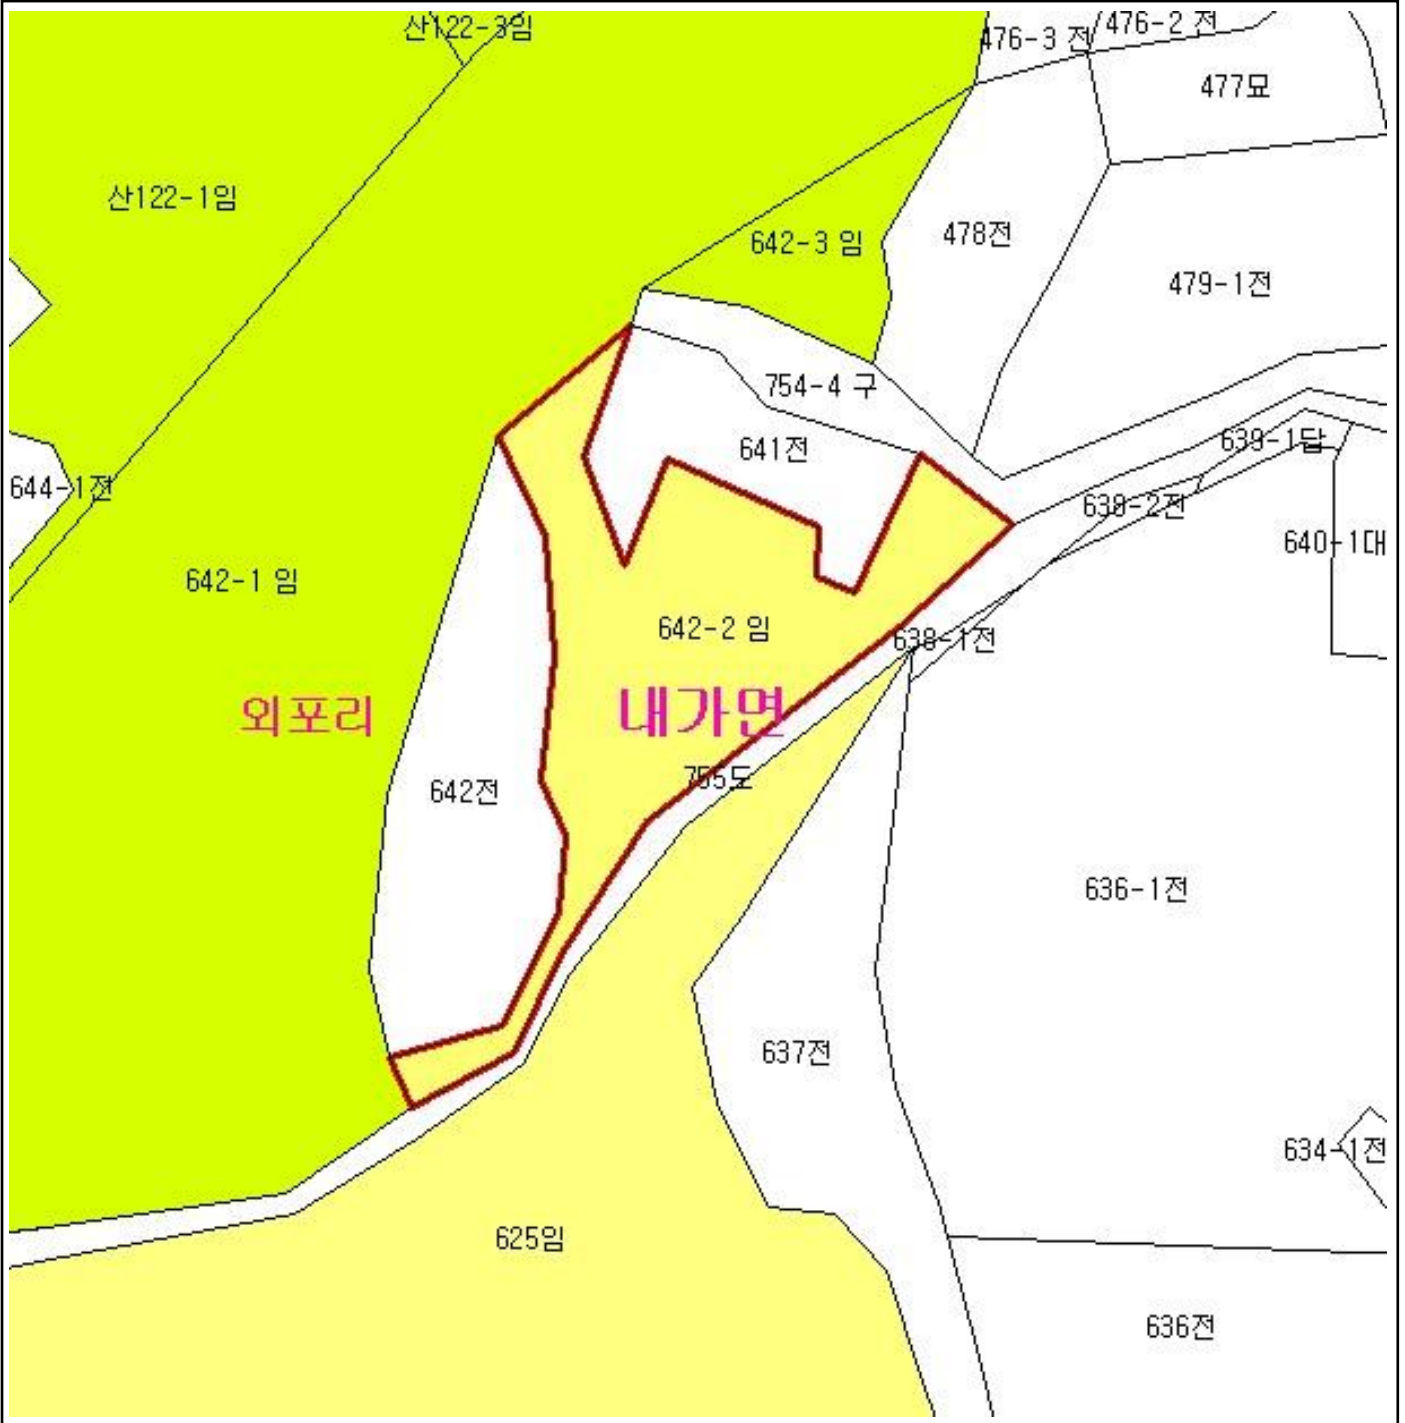 산122-3임
476-3 전
476-2 전
477묘
산122-1임
642-3 임
478전
479-1전
754-4 구
641전
639-1답
644-1전
638-2전
640-1대
642-1 임
642-2 임
638-1전
외포리
내가면
755도
642전
636-1전
637전
634-1전
625임
636전